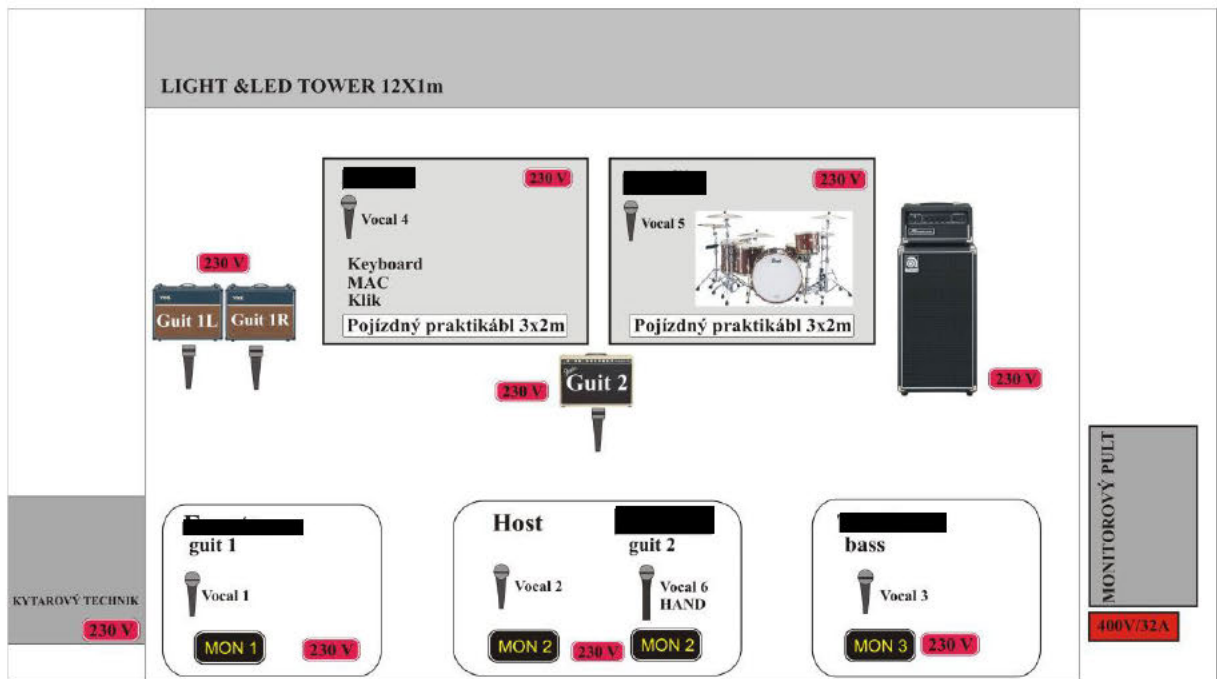 LIGHT &LED TOWER 12X1m
230 V
Vocal 4
Keyboard
MAC
Klik
Pojízdný praktikábl 3x2m
230 V
Vocal 5
Pojízdný praktikábl 3x2m
230 V
Guit 1L
Guit 1R
230 V
Guit 2
230 V
KYTAROVÝ TECHNIK
230 V
guit 1
Vocal 1
MON 1
230 V
Host
guit 2
Vocal 2
Vocal 6
HAND
MON 2
230 V
MON 2
bass
Vocal 3
MON 3
230 V
MONITOROVÝ PULT
400V/32A